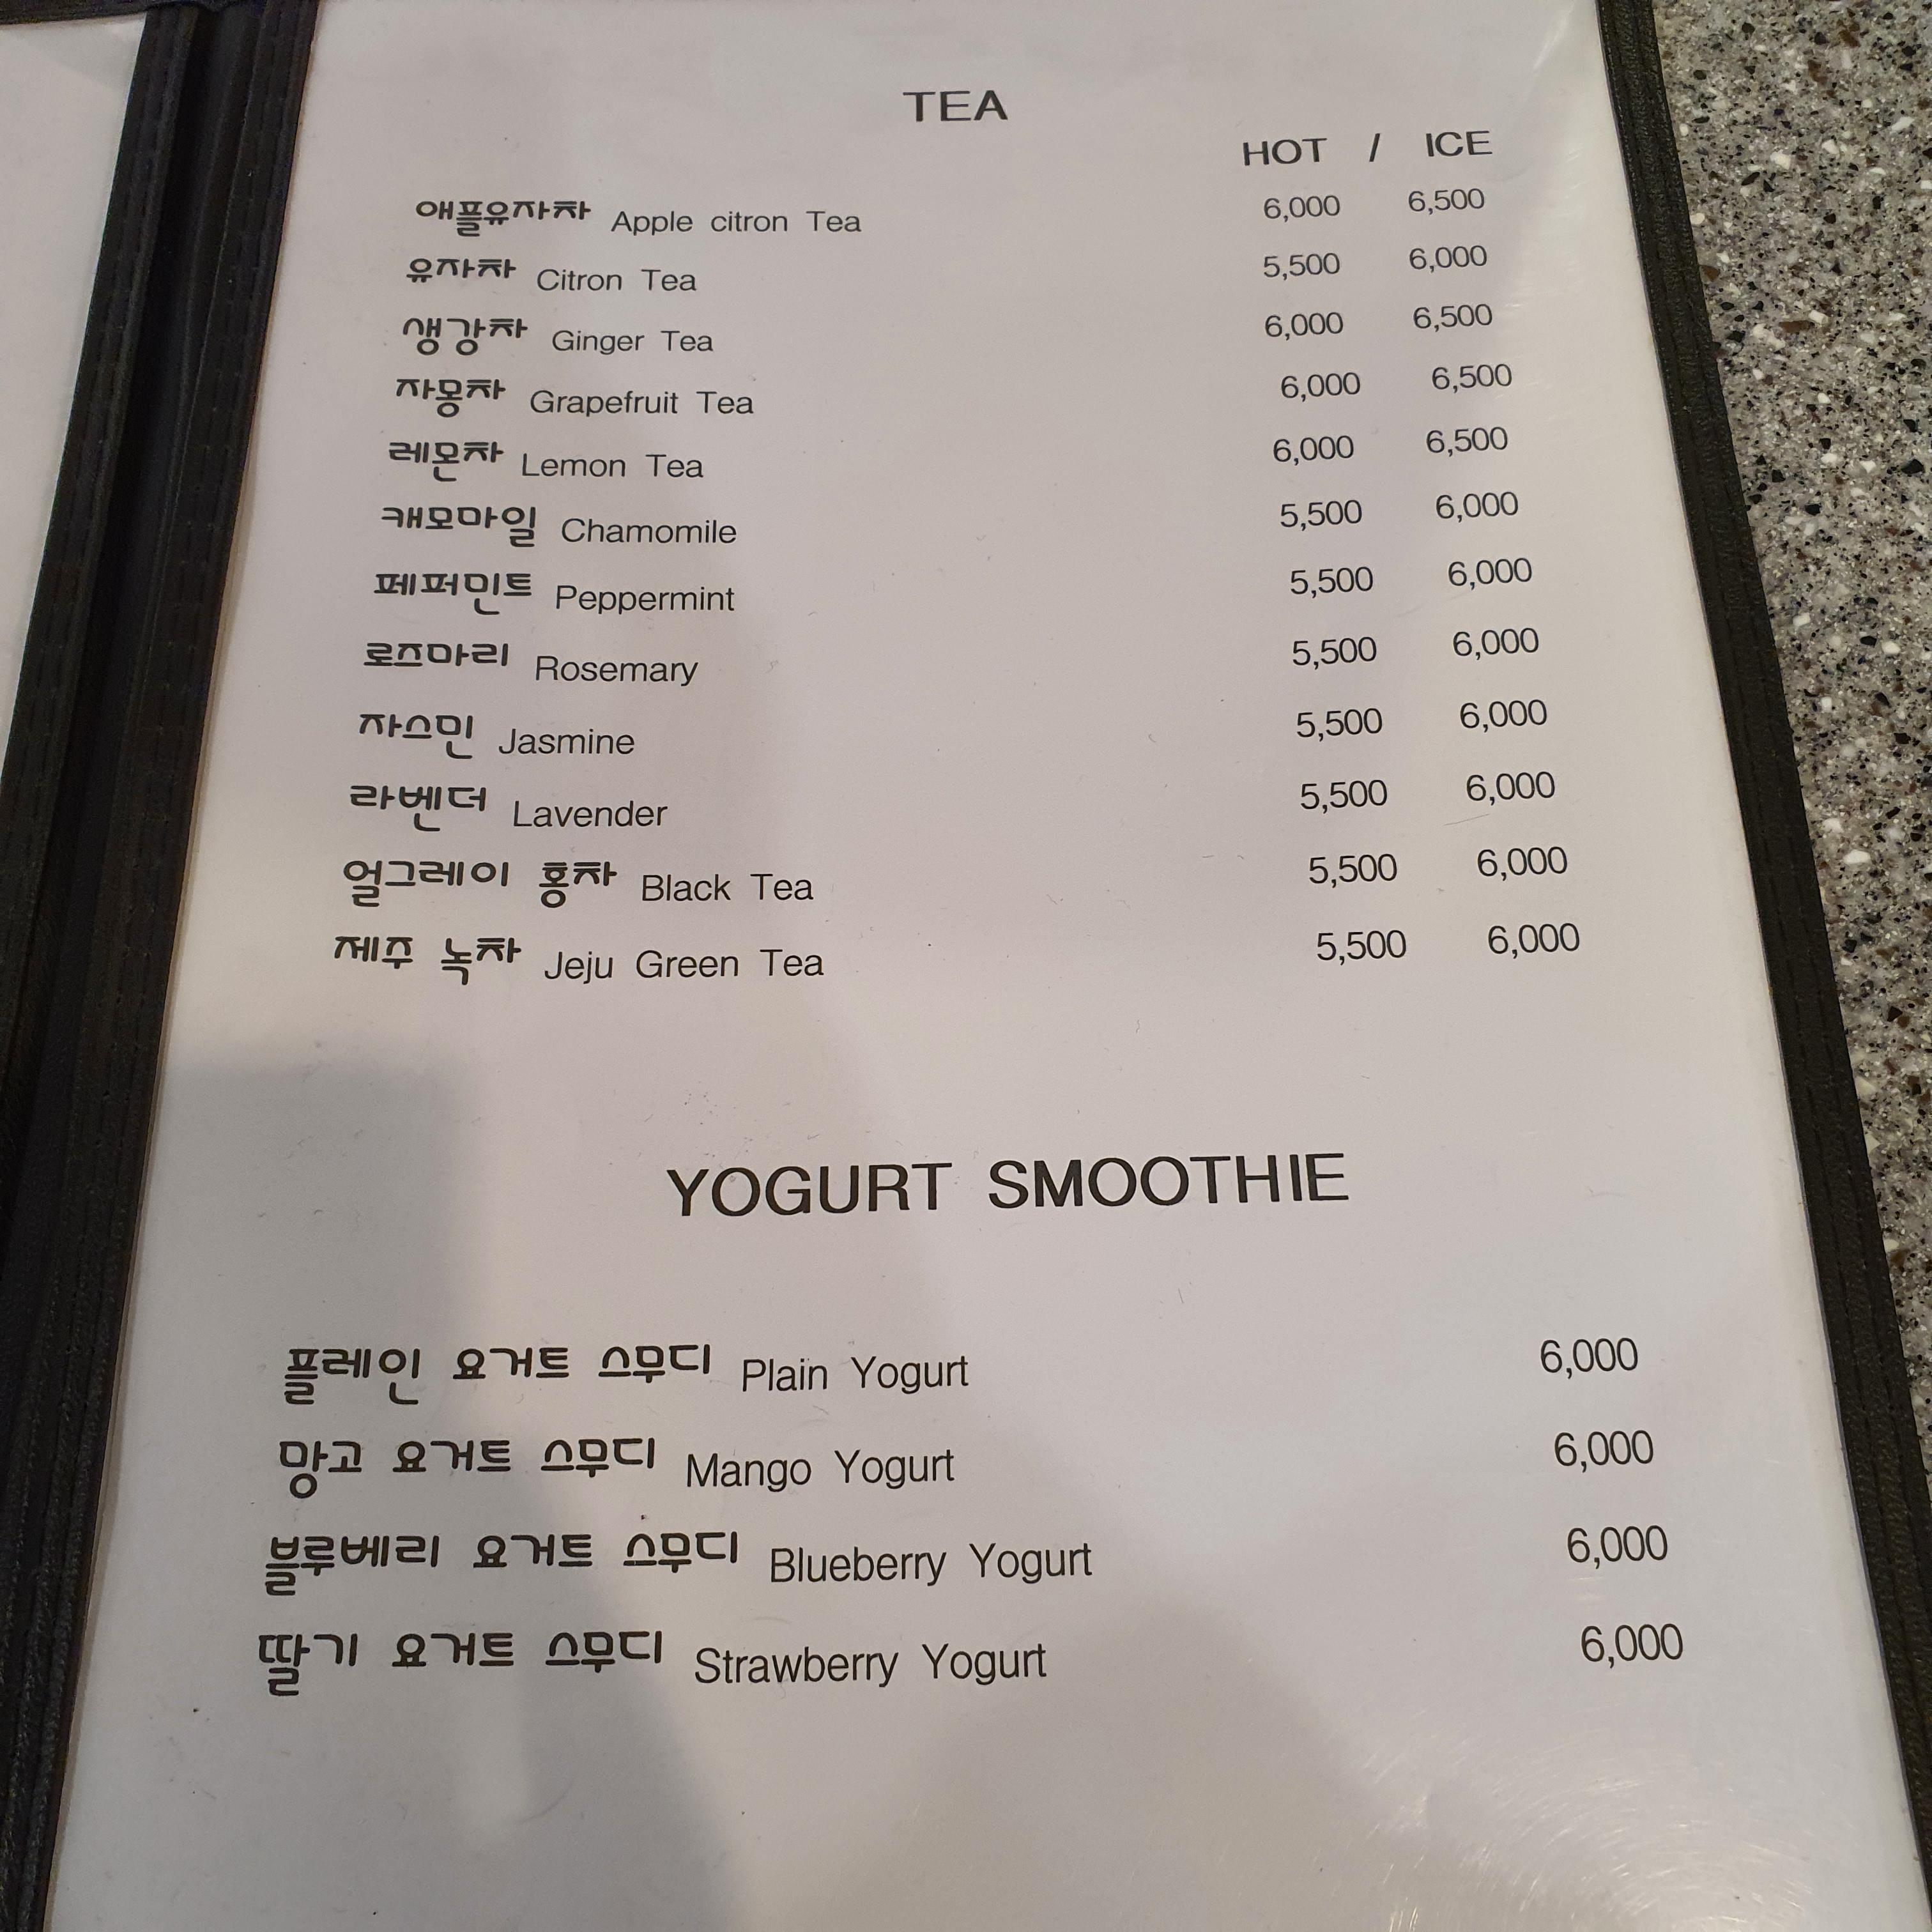 TEA
HOT / ICE
애플유자차 Apple citron Tea 6,000 6,500
유자차 Citron Tea 5,500 6,000
생강차 Ginger Tea 6,000 6,500
자몽차 Grapefruit Tea 6,000 6,500
레몬차 Lemon Tea 6,000 6,500
캐모마일 Chamomile 5,500 6,000
페퍼민트 Peppermint 5,500 6,000
로즈마리 Rosemary 5,500 6,000
자스민 Jasmine 5,500 6,000
라벤더 Lavender 5,500 6,000
얼그레이 홍차 Black Tea 5,500 6,000
제주 녹차 Jeju Green Tea 5,500 6,000
YOGURT SMOOTHIE
플레인 요거트 스무디 Plain Yogurt 6,000
망고 요거트 스무디 Mango Yogurt 6,000
블루베리 요거트 스무디 Blueberry Yogurt 6,000
딸기 요거트 스무디 Strawberry Yogurt 6,000